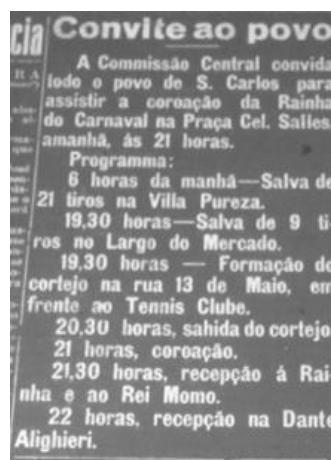 cia
R A
Convite ao povo
A Commissão Central convida
todo o povo de S. Carlos para
assistir a coroação da Rainha
do Carnaval na Praça Cel. Salles,
amanhã, ás 21 horas.
Programma:
6 horas da manhã—Salva de
21 tiros na Villa Pureza.
19,30 horas—Salva de 9 ti-
ros no Largo do Mercado.
19,30 horas — Formação do
cortejo na rua 13 de Maio, em
frente ao Tennis Clube.
20,30 horas, sahida do cortejo
21 horas, coroação.
21,30 horas, recepção á Rai-
nha e ao Rei Momo.
22 horas, recepção na Dante
Alighieri.